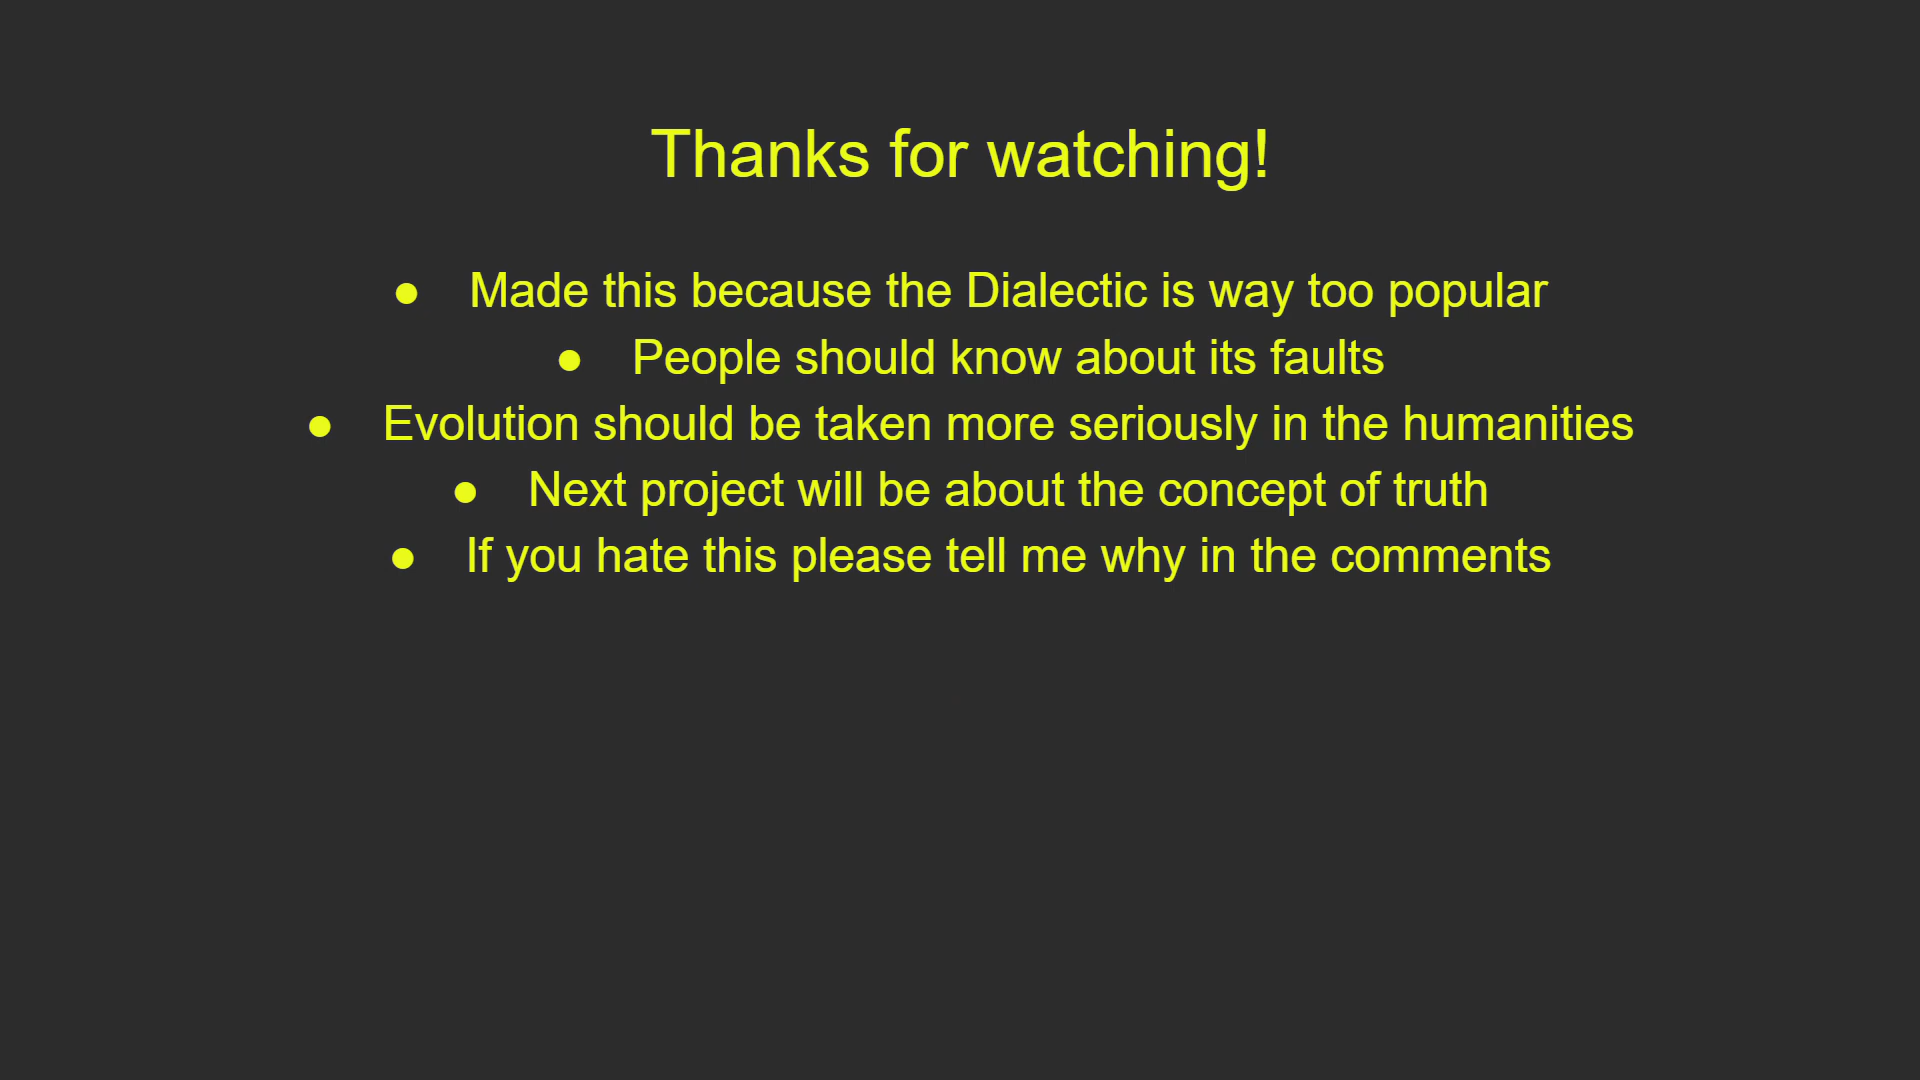 Thanks for watching!
● Made this because the Dialectic is way too popular
● People should know about its faults
● Evolution should be taken more seriously in the humanities
● Next project will be about the concept of truth
● If you hate this please tell me why in the comments